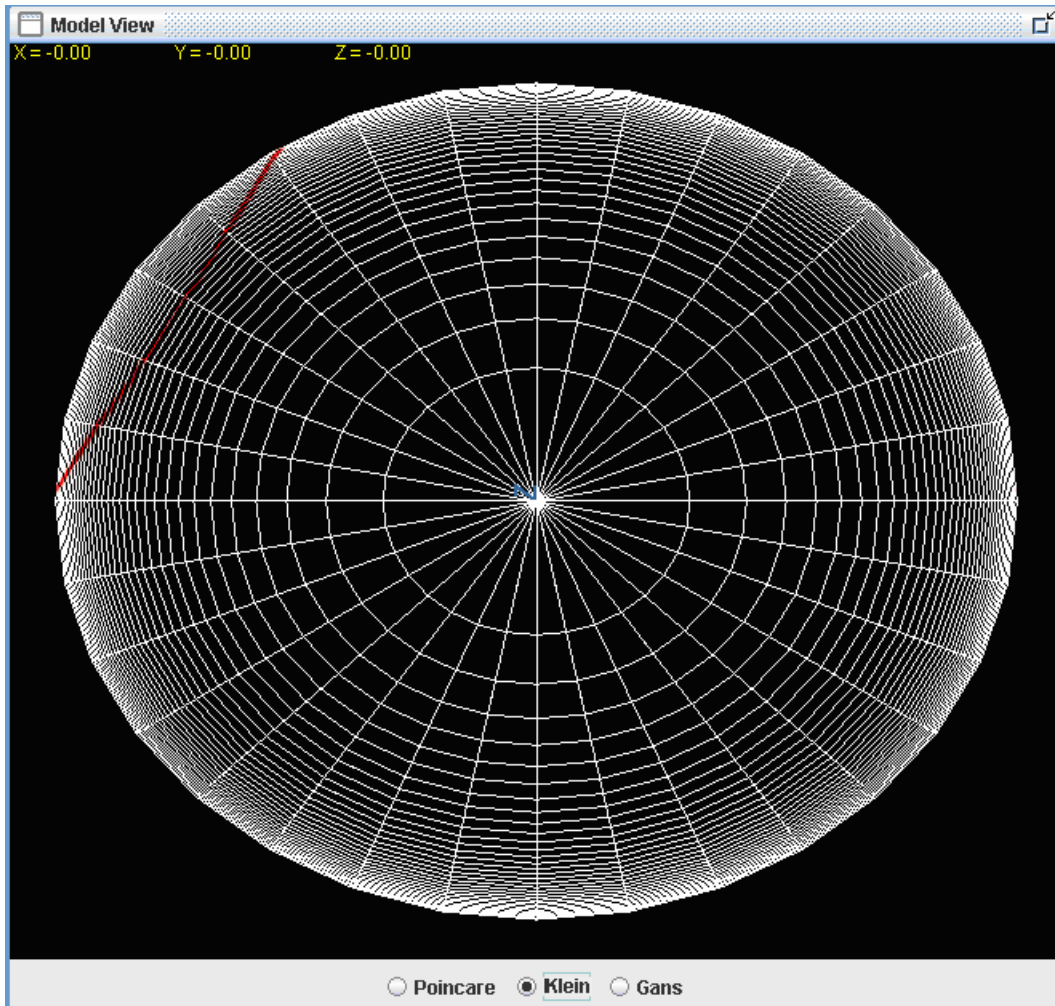 Model View
X = -0.00 Y = -0.00 Z = -0.00
Z
Poincare Klein Gans